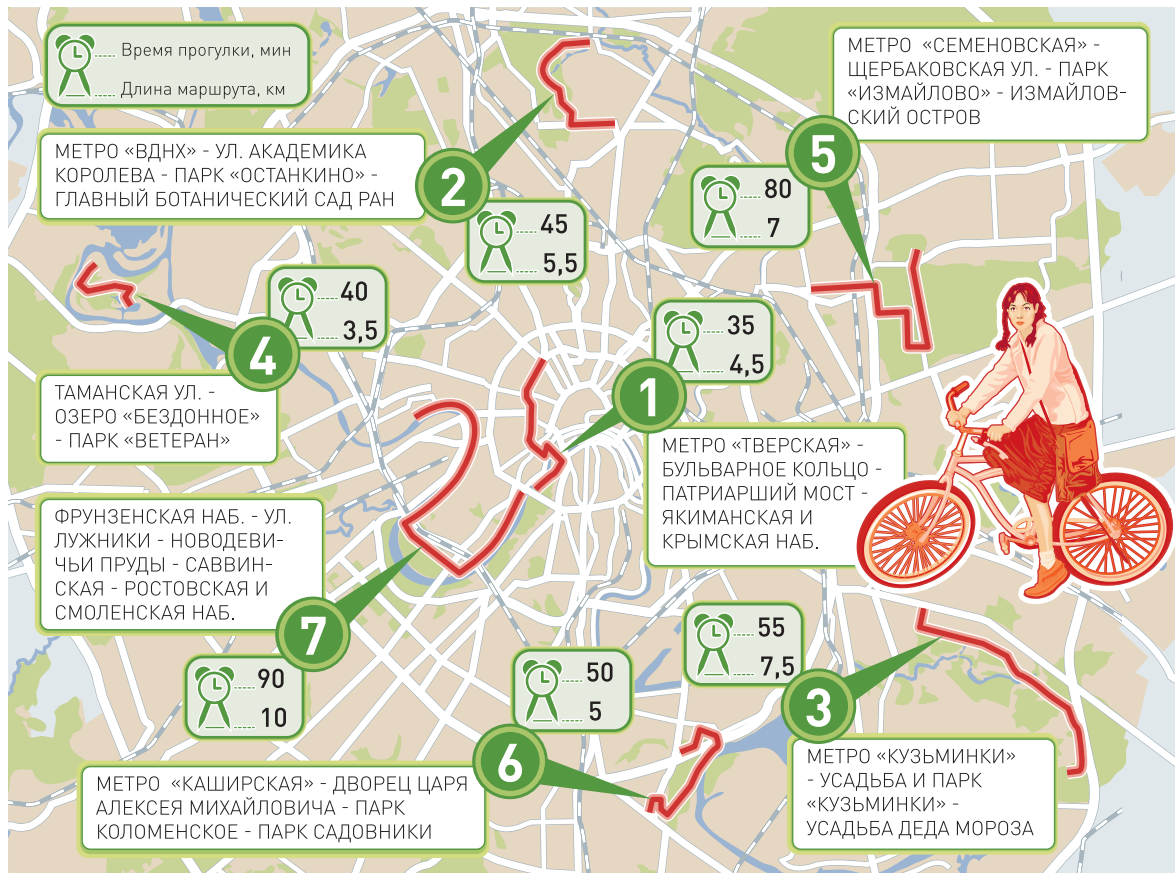 Время прогулки, мин
Длина маршрута, км
МЕТРО «ВДНХ» - УЛ. АКАДЕМИКА
КОРОЛЕВА - ПАРК «ОСТАНКИНО» -
ГЛАВНЫЙ БОТАНИЧЕСКИЙ САД РАН
2
45
5,5
МЕТРО «СЕМЕНОВСКАЯ» -
ЩЕРБАКОВСКАЯ УЛ. - ПАРК
«ИЗМАЙЛОВО» - ИЗМАЙЛОВ-
СКИЙ ОСТРОВ
5
80
7
40
3,5
4
ТАМАНСКАЯ УЛ. -
ОЗЕРО «БЕЗДОННОЕ»
- ПАРК «ВЕТЕРАН»
35
4,5
1
МЕТРО «ТВЕРСКАЯ» -
БУЛЬВАРНОЕ КОЛЬЦО -
ПАТРИАРШИЙ МОСТ -
ЯКИМАНСКАЯ И
КРЫМСКАЯ НАБ.
ФРУНЗЕНСКАЯ НАБ. - УЛ.
ЛУЖНИКИ - НОВОДЕВИ-
ЧЬИ ПРУДЫ - САВВИН-
СКАЯ - РОСТОВСКАЯ И
СМОЛЕНСКАЯ НАБ.
7
90
10
50
5
6
МЕТРО «КАШИРСКАЯ» - ДВОРЕЦ ЦАРЯ
АЛЕКСЕЯ МИХАЙЛОВИЧА - ПАРК
КОЛОМЕНСКОЕ - ПАРК САДОВНИКИ
55
7,5
3
МЕТРО «КУЗЬМИНКИ»
- УСАДЬБА И ПАРК
«КУЗЬМИНКИ» -
УСАДЬБА ДЕДА МОРОЗА